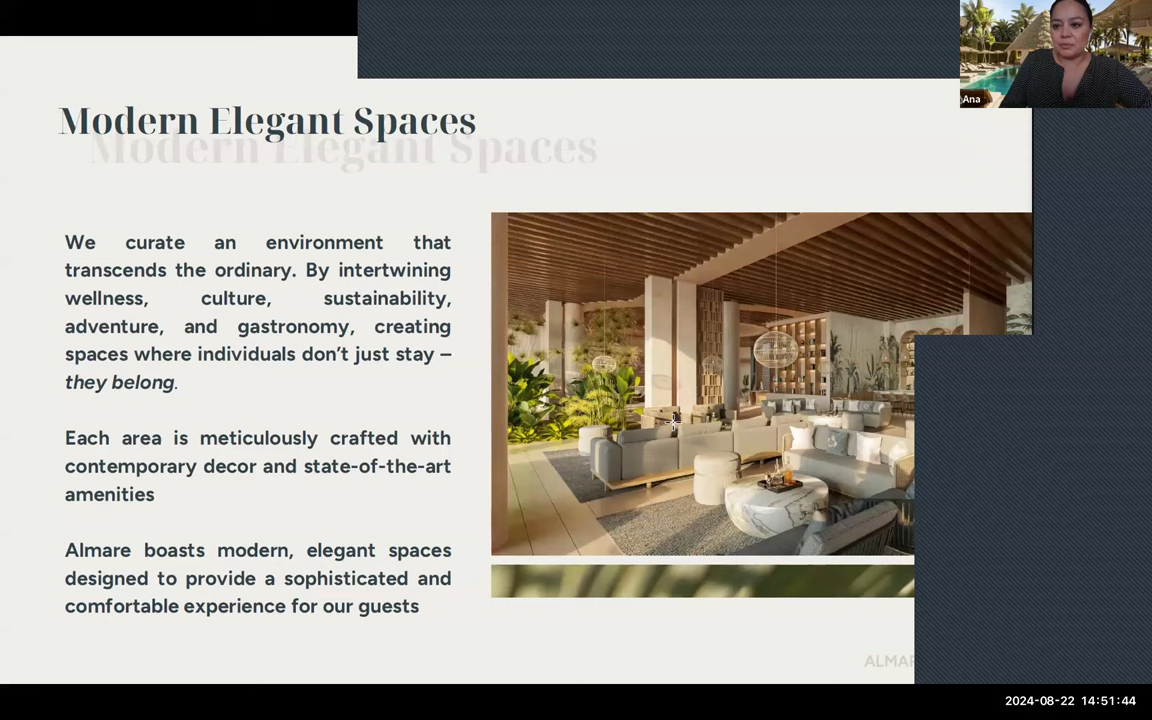 Ana
Modern Elegant Spaces
Modern Elegant Spaces
We curate an environment that
transcends the ordinary. By intertwining
wellness, culture, sustainability,
adventure, and gastronomy, creating
spaces where individuals don’t just stay –
they belong.
Each area is meticulously crafted with
contemporary decor and state-of-the-art
amenities
Almare boasts modern, elegant spaces
designed to provide a sophisticated and
comfortable experience for our guests
2024-08-22 14:51:44